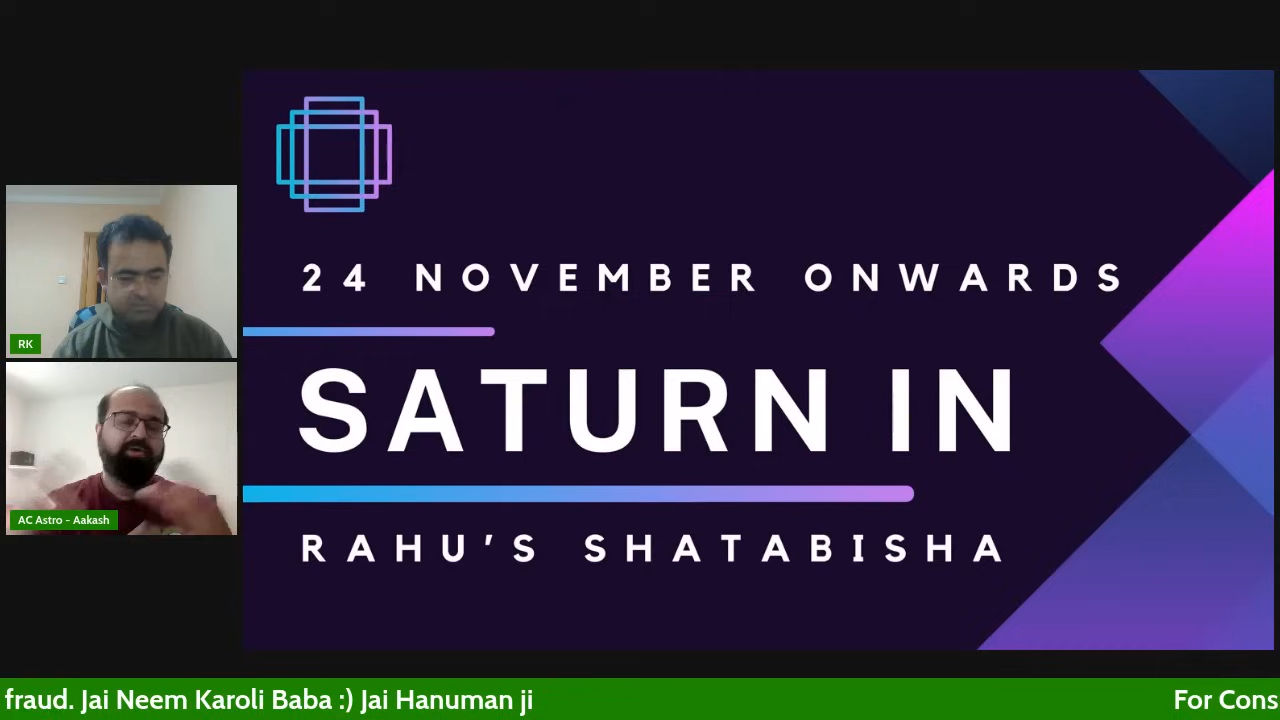 24 NOVEMBER ONWARDS
SATURN IN
RAHU’S SHATABISHA
RK
AC Astro - Aakash
fraud. Jai Neem Karoli Baba :) Jai Hanuman ji
For Cons